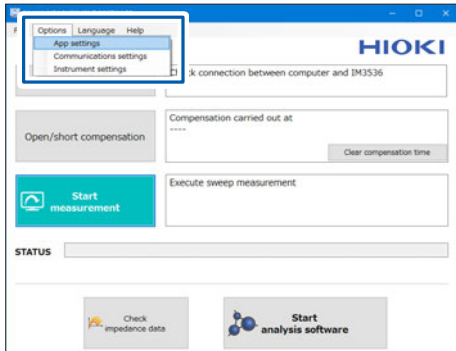 Options Language Help
App settings
Communications settings
Instrument settings
HIOKI
ck connection between computer and IM3536
Open/short compensation
Compensation carried out at
----
Clear compensation time
Start
measurement
Execute sweep measurement
STATUS
Check
impedance data
Start
analysis software